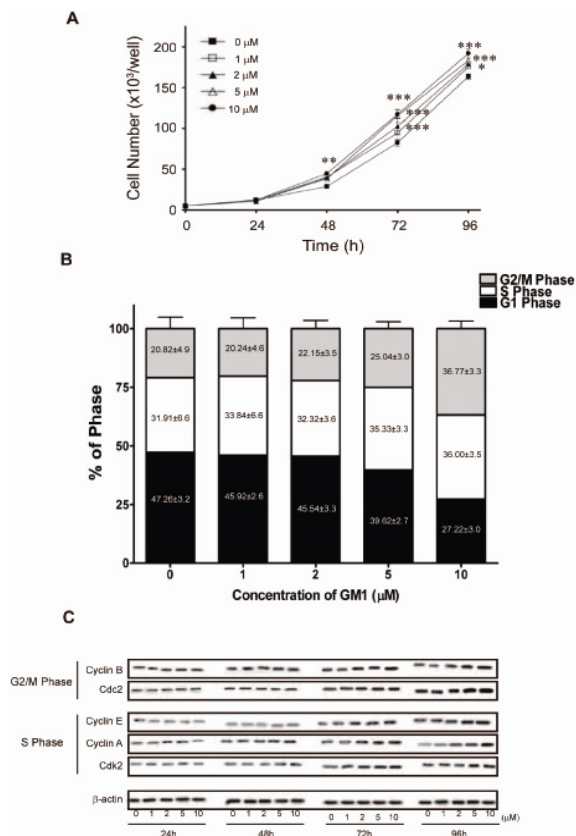 A
Cell Number (x10³/well)
200
150
100
50
0
0 μM
1 μM
2 μM
5 μM
10 μM
**
***
***
***
***
***
*
0 24 48 72 96
Time (h)
B
G2/M Phase
S Phase
G1 Phase
% of Phase
100
75
50
25
0
20.82±4.9 20.24±4.6 22.15±3.5 25.04±3.0 36.77±3.3
31.91±6.6 33.84±6.6 32.32±3.6 35.33±3.3 36.00±3.5
47.26±3.2 45.92±2.6 45.54±3.3 39.62±2.7 27.22±3.0
0 1 2 5 10
Concentration of GM1 (μM)
C
G2/M Phase
Cyclin B
Cdc2
S Phase
Cyclin E
Cyclin A
Cdk2
β-actin
0 1 2 5 10 0 1 2 5 10 0 1 2 5 10 0 1 2 5 10 (μM)
24h 48h 72h 96h